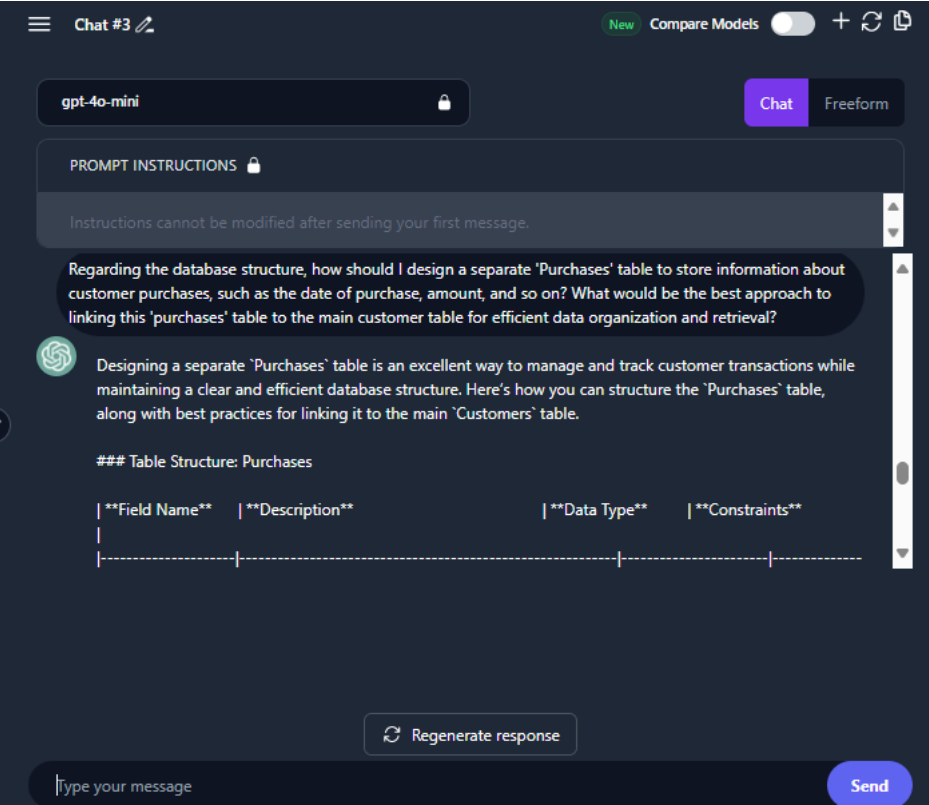 Chat #3
New Compare Models
gpt-4o-mini
Chat Freeform
PROMPT INSTRUCTIONS
Instructions cannot be modified after sending your first message.
Regarding the database structure, how should I design a separate 'Purchases' table to store information about
customer purchases, such as the date of purchase, amount, and so on? What would be the best approach to
linking this 'purchases' table to the main customer table for efficient data organization and retrieval?
Designing a separate `Purchases` table is an excellent way to manage and track customer transactions while
maintaining a clear and efficient database structure. Here's how you can structure the `Purchases` table,
along with best practices for linking it to the main `Customers` table.
### Table Structure: Purchases
| **Field Name** | **Description** | **Data Type** | **Constraints**
|
|---------------------|-----------------------------------------------------------|-----------------------|--------------
Regenerate response
Type your message
Send